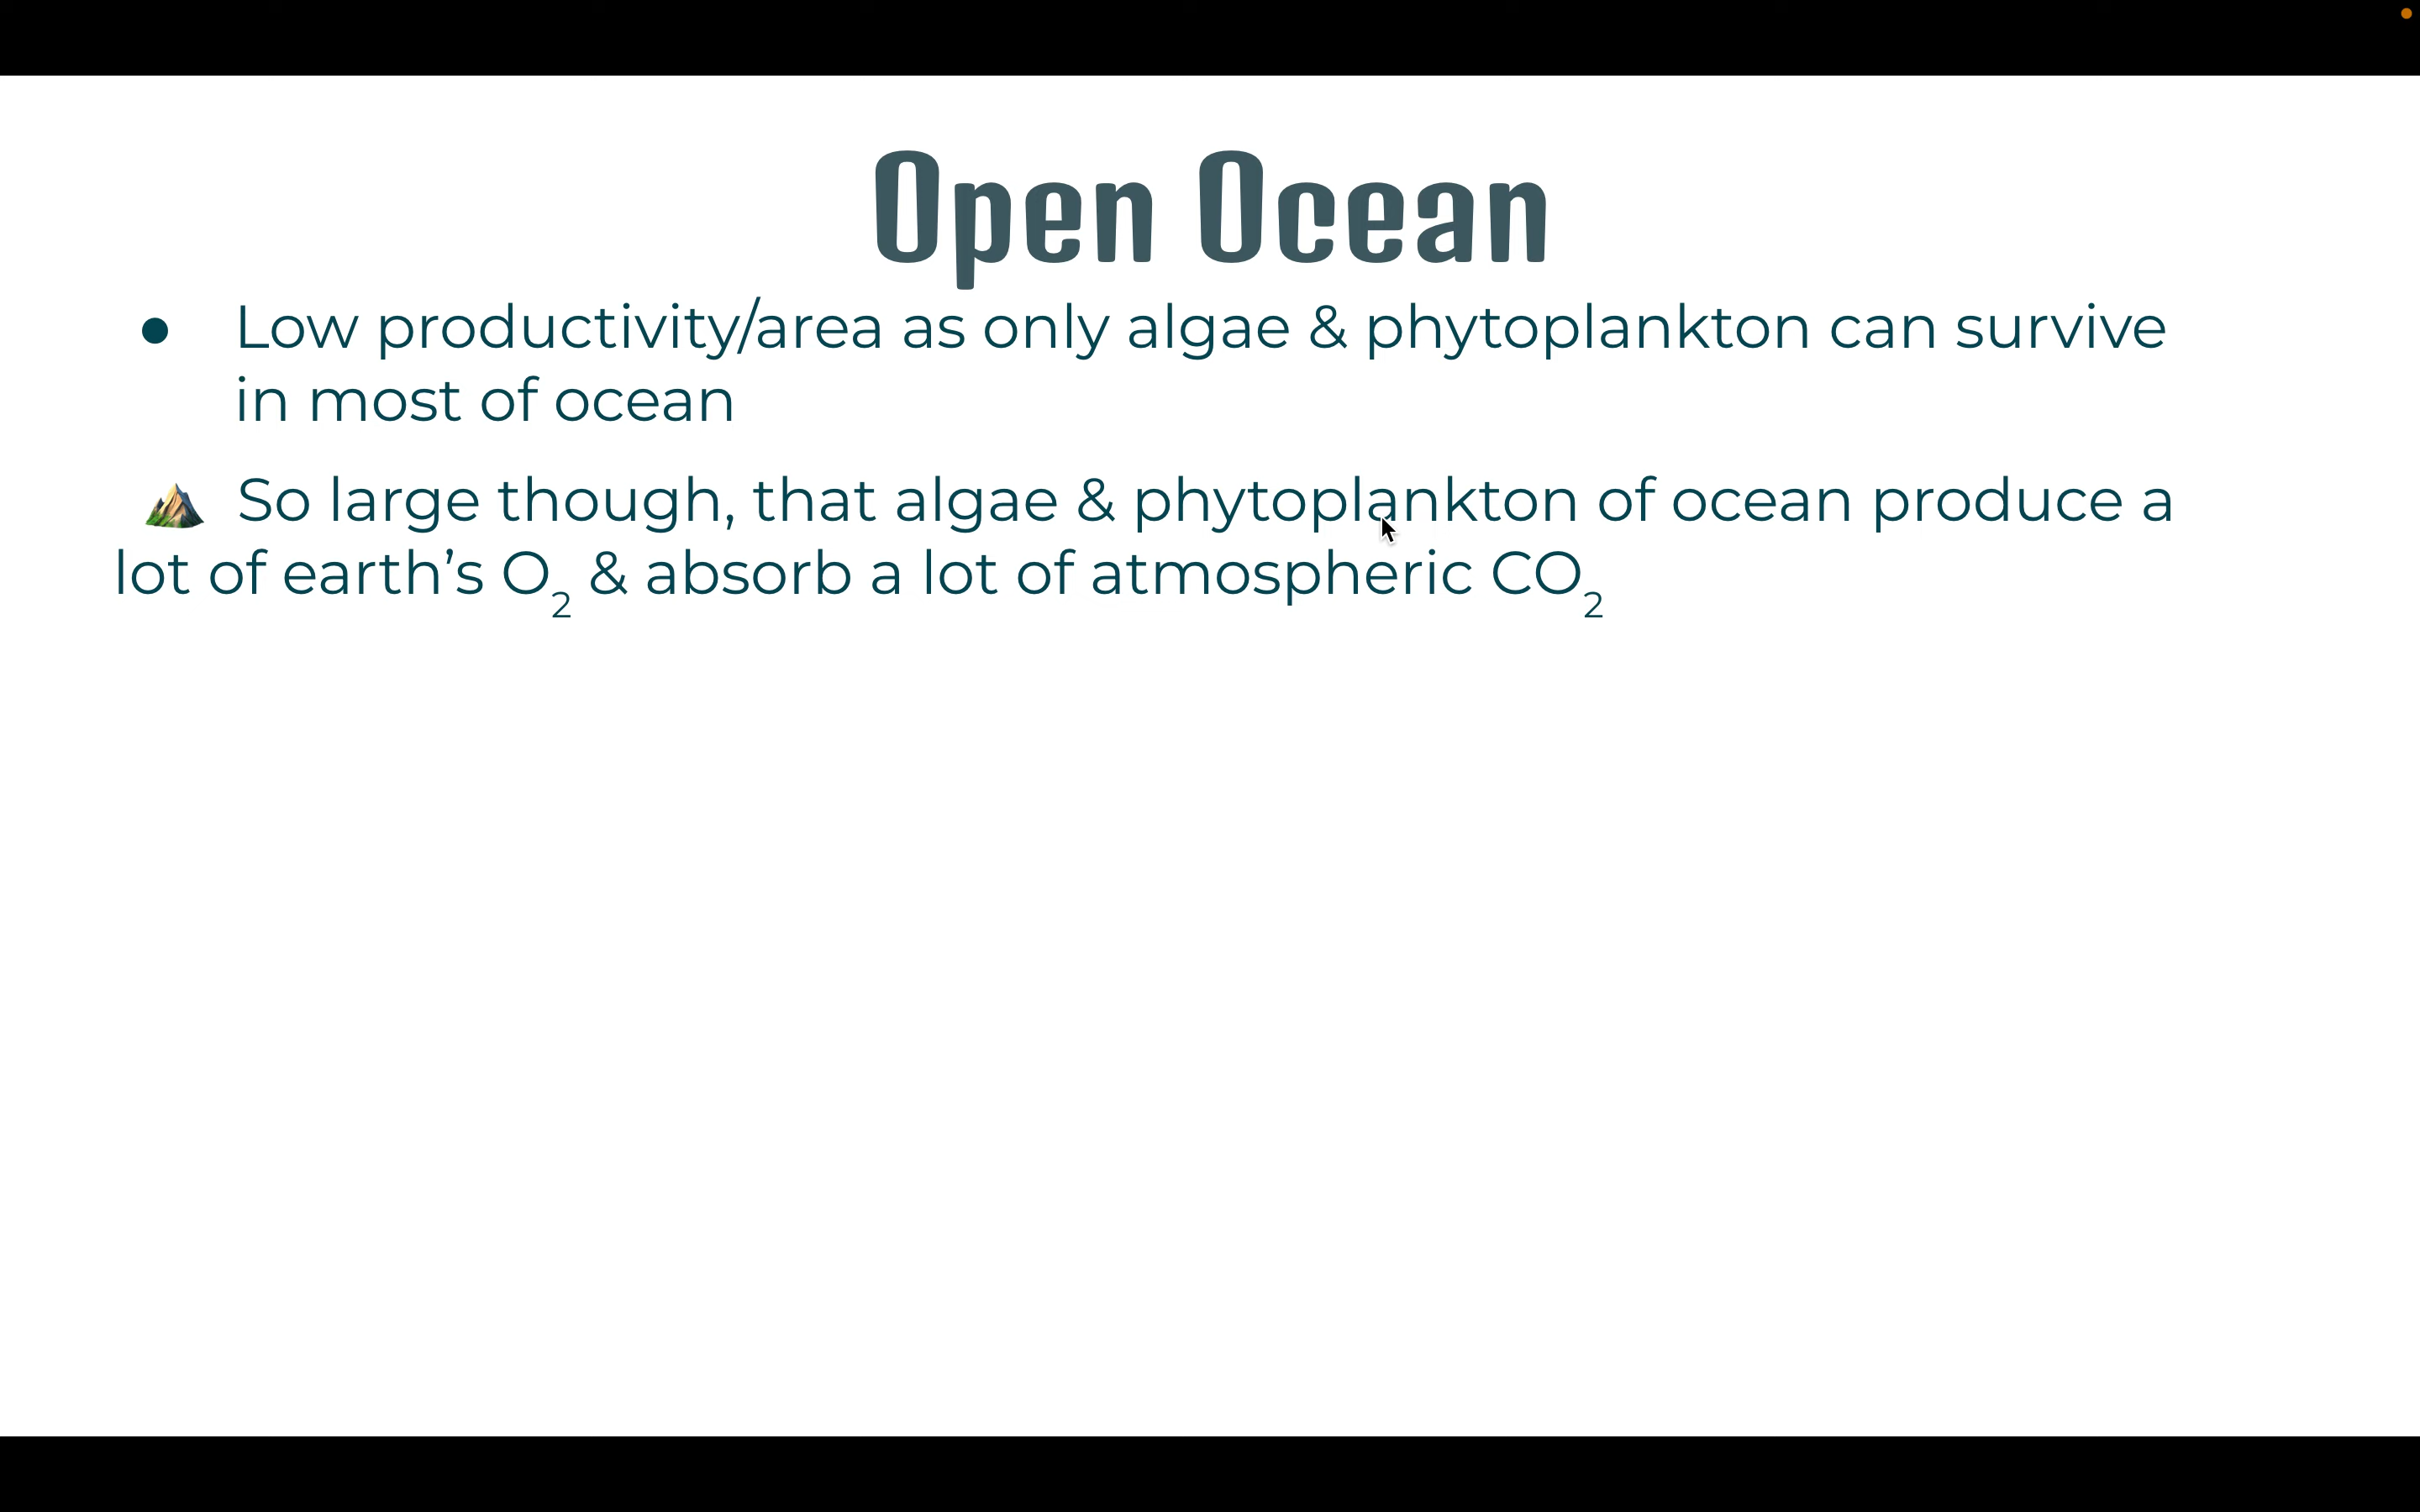 Open Ocean
● Low productivity/area as only algae & phytoplankton can survive
in most of ocean
⛰️ So large though, that algae & phytoplankton of ocean produce a
lot of earth's O₂ & absorb a lot of atmospheric CO₂